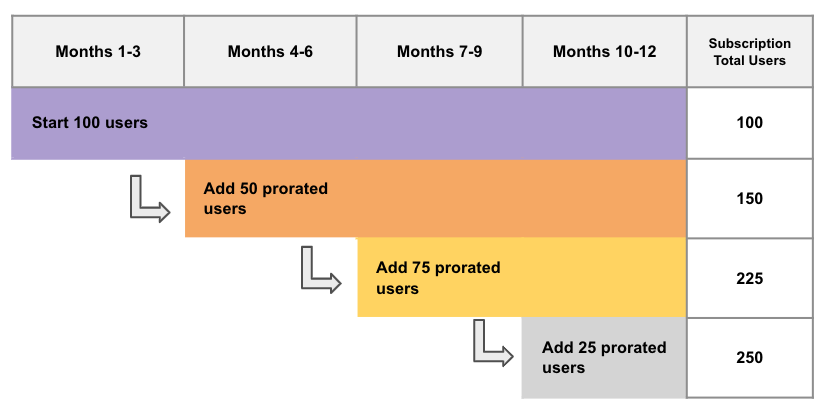 Months 1-3
Months 4-6
Months 7-9
Months 10-12
Subscription
Total Users
Start 100 users
100
Add 50 prorated
users
150
Add 75 prorated
users
225
Add 25 prorated
users
250